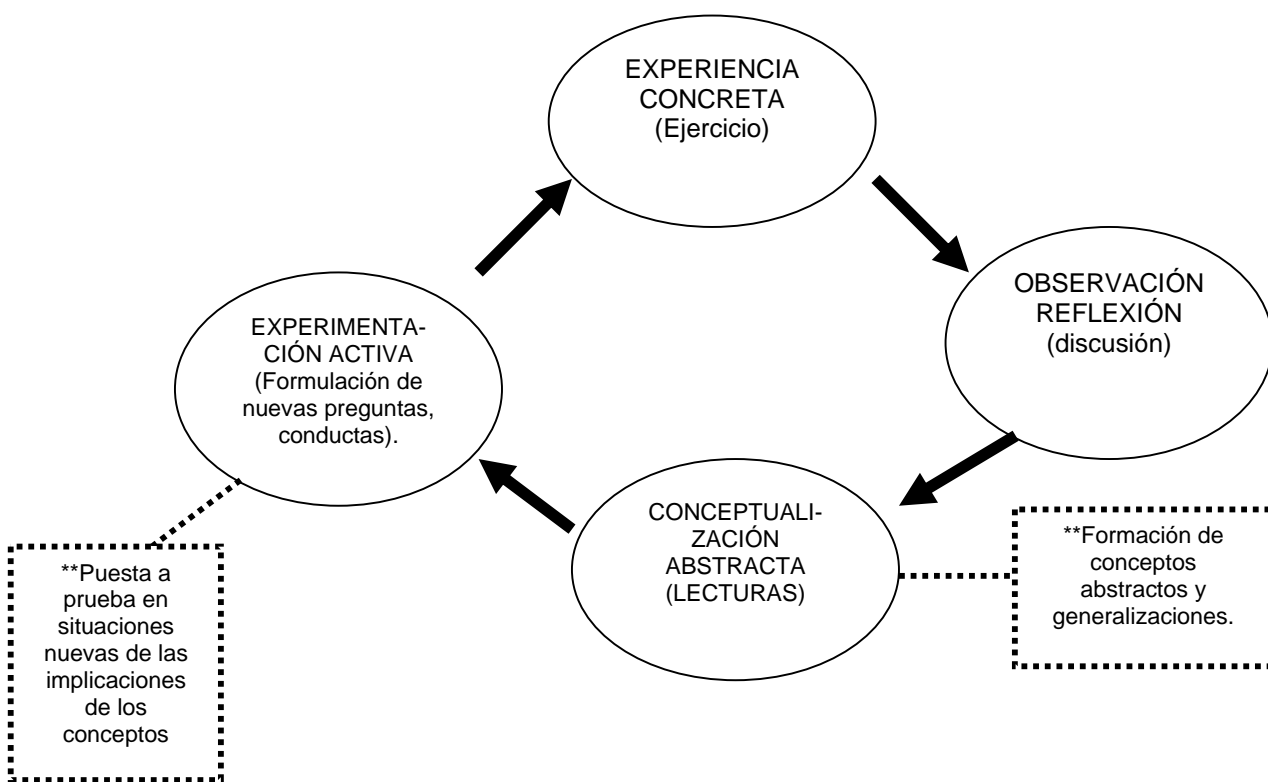 EXPERIENCIA
CONCRETA
(Ejercicio)
OBSERVACIÓN
REFLEXIÓN
(discusión)
EXPERIMENTA-
CIÓN ACTIVA
(Formulación de
nuevas preguntas,
conductas).
CONCEPTUALI-
ZACIÓN
ABSTRACTA
(LECTURAS)
**Formación de
conceptos
abstractos y
generalizaciones.
**Puesta a
prueba en
situaciones
nuevas de las
implicaciones
de los
conceptos